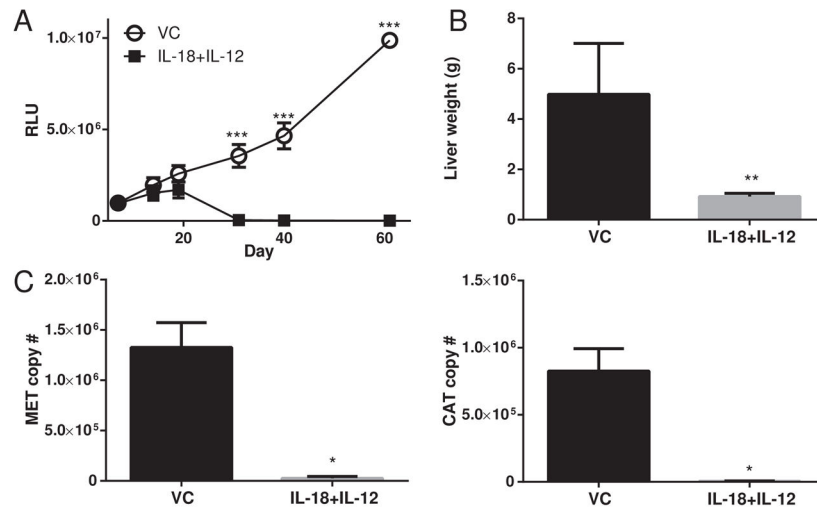 A
VC
IL-18+IL-12
RLU
1.0×10⁷
5.0×10⁶
0
20
40
60
Day
***
***
***
B
Liver weight (g)
8
6
4
2
0
**
VC
IL-18+IL-12
C
MET copy #
2.0×10⁶
1.5×10⁶
1.0×10⁶
5.0×10⁵
0
*
VC
IL-18+IL-12
CAT copy #
1.5×10⁶
1.0×10⁶
5.0×10⁵
0
*
VC
IL-18+IL-12